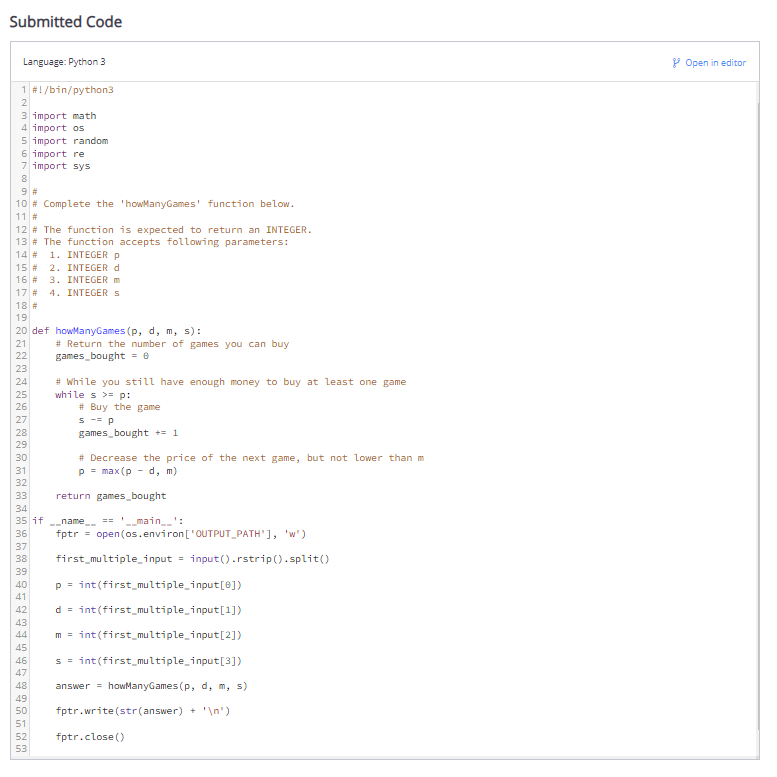 Submitted Code
Language: Python 3
Open in editor
1 #!/bin/python3
2
3 import math
4 import os
5 import random
6 import re
7 import sys
8
9 #
10 # Complete the 'howManyGames' function below.
11 #
12 # The function is expected to return an INTEGER.
13 # The function accepts following parameters:
14 #  1. INTEGER p
15 #  2. INTEGER d
16 #  3. INTEGER m
17 #  4. INTEGER s
18 #
19
20 def howManyGames(p, d, m, s):
21     # Return the number of games you can buy
22     games_bought = 0
23
24     # While you still have enough money to buy at least one game
25     while s >= p:
26         # Buy the game
27         s -= p
28         games_bought += 1
29
30         # Decrease the price of the next game, but not lower than m
31         p = max(p - d, m)
32
33     return games_bought
34
35 if __name__ == '__main__':
36     fptr = open(os.environ['OUTPUT_PATH'], 'w')
37
38     first_multiple_input = input().rstrip().split()
39
40     p = int(first_multiple_input[0])
41
42     d = int(first_multiple_input[1])
43
44     m = int(first_multiple_input[2])
45
46     s = int(first_multiple_input[3])
47
48     answer = howManyGames(p, d, m, s)
49
50     fptr.write(str(answer) + '\n')
51
52     fptr.close()
53